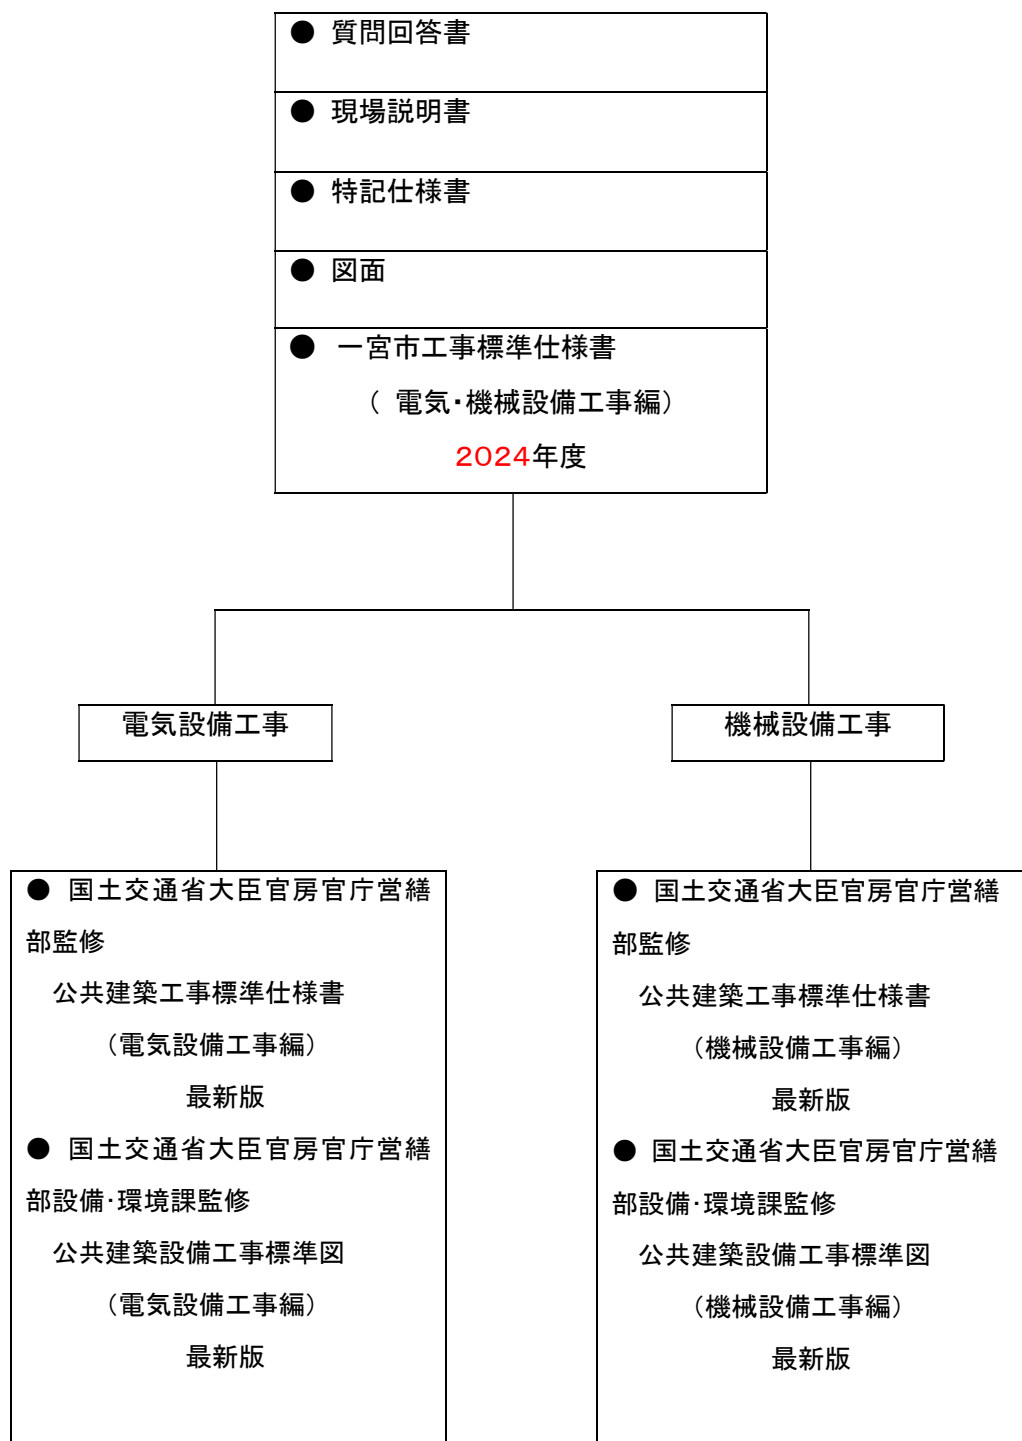 ● 質問回答書
● 現場説明書
● 特記仕様書
● 図面
● 一宮市工事標準仕様書
（ 電気・機械設備工事編）
2024年度
電気設備工事
機械設備工事
● 国土交通省大臣官房官庁営繕
部監修
公共建築工事標準仕様書
（電気設備工事編）
最新版
● 国土交通省大臣官房官庁営繕
部設備・環境課監修
公共建築設備工事標準図
（電気設備工事編）
最新版
● 国土交通省大臣官房官庁営繕
部監修
公共建築工事標準仕様書
（機械設備工事編）
最新版
● 国土交通省大臣官房官庁営繕
部設備・環境課監修
公共建築設備工事標準図
（機械設備工事編）
最新版